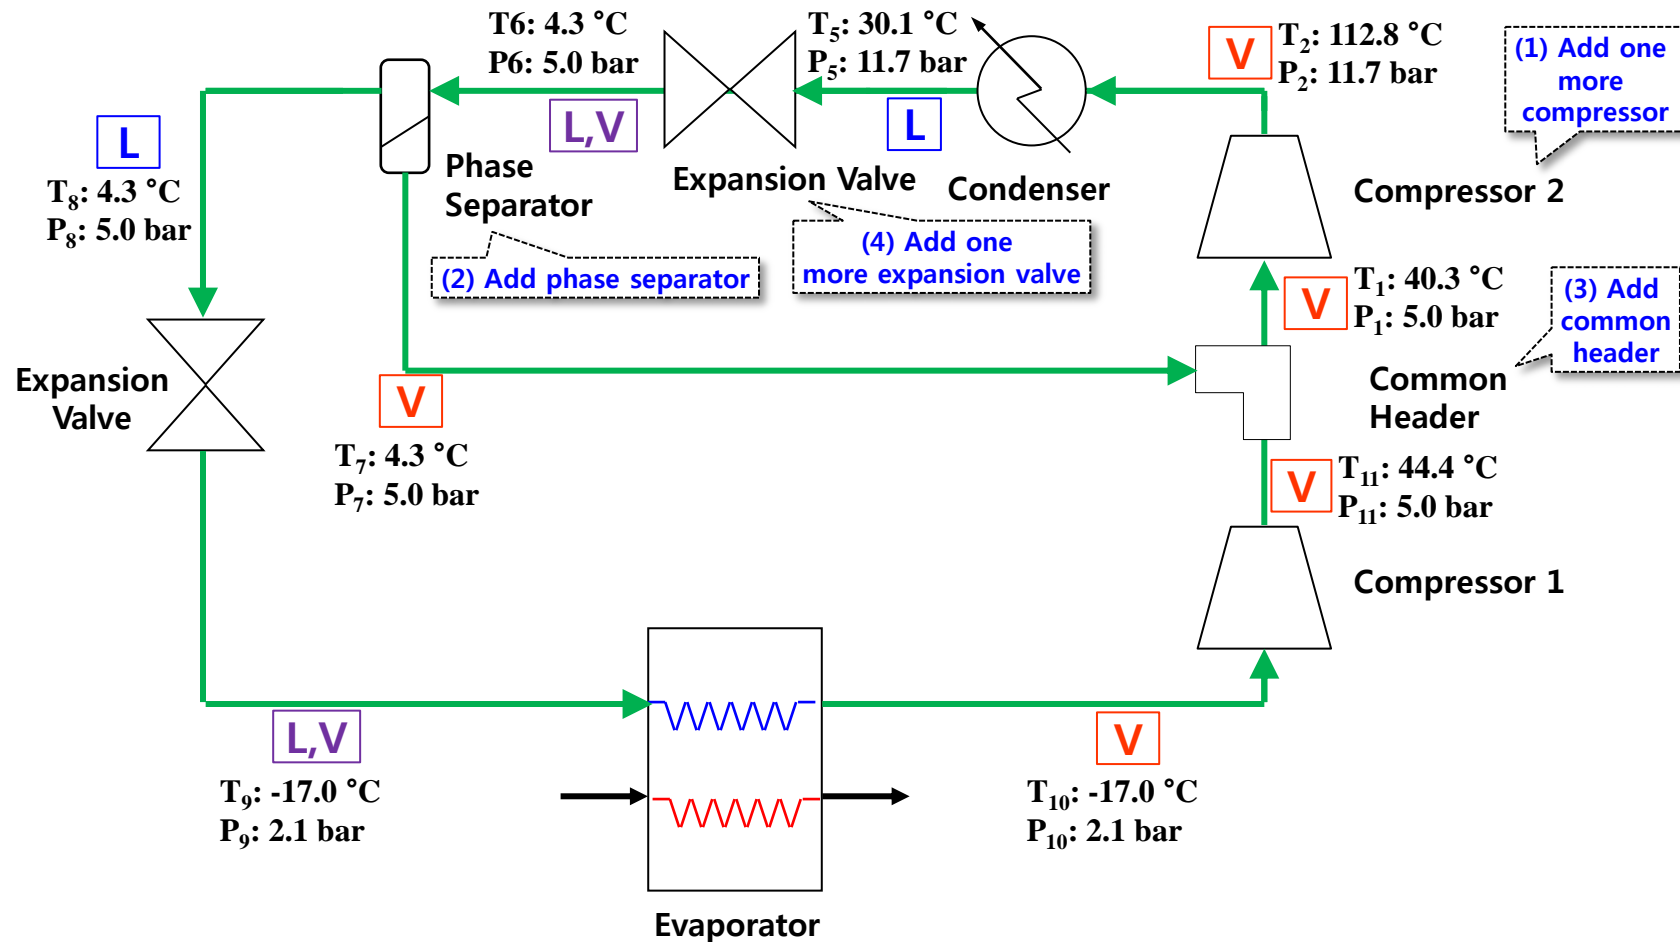 T6: 4.3 °C
P6: 5.0 bar
T5: 30.1 °C
P5: 11.7 bar
V
T2: 112.8 °C
P2: 11.7 bar
(1) Add one
more
compressor
L
L,V
L
T8: 4.3 °C
P8: 5.0 bar
Phase
Separator
Expansion Valve
Condenser
Compressor 2
(2) Add phase separator
(4) Add one
more expansion valve
V
T1: 40.3 °C
P1: 5.0 bar
(3) Add
common
header
Expansion
Valve
V
Common
Header
T7: 4.3 °C
P7: 5.0 bar
V
T11: 44.4 °C
P11: 5.0 bar
Compressor 1
L,V
T9: -17.0 °C
P9: 2.1 bar
V
T10: -17.0 °C
P10: 2.1 bar
Evaporator